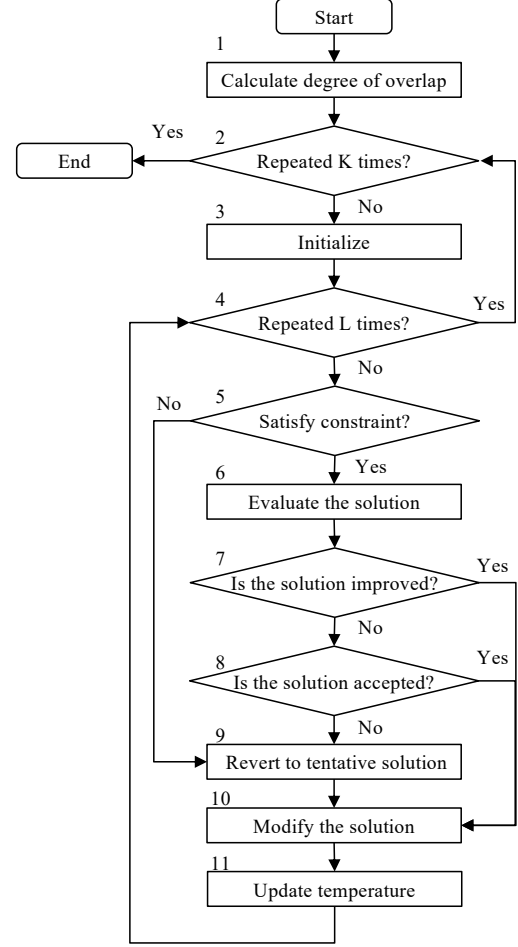 Start
1
Calculate degree of overlap
Yes
2
End
Repeated K times?
No
3
Initialize
4
Yes
Repeated L times?
No
5
No
Satisfy constraint?
Yes
6
Evaluate the solution
7
Yes
Is the solution improved?
No
8
Yes
Is the solution accepted?
No
9
Revert to tentative solution
10
Modify the solution
11
Update temperature